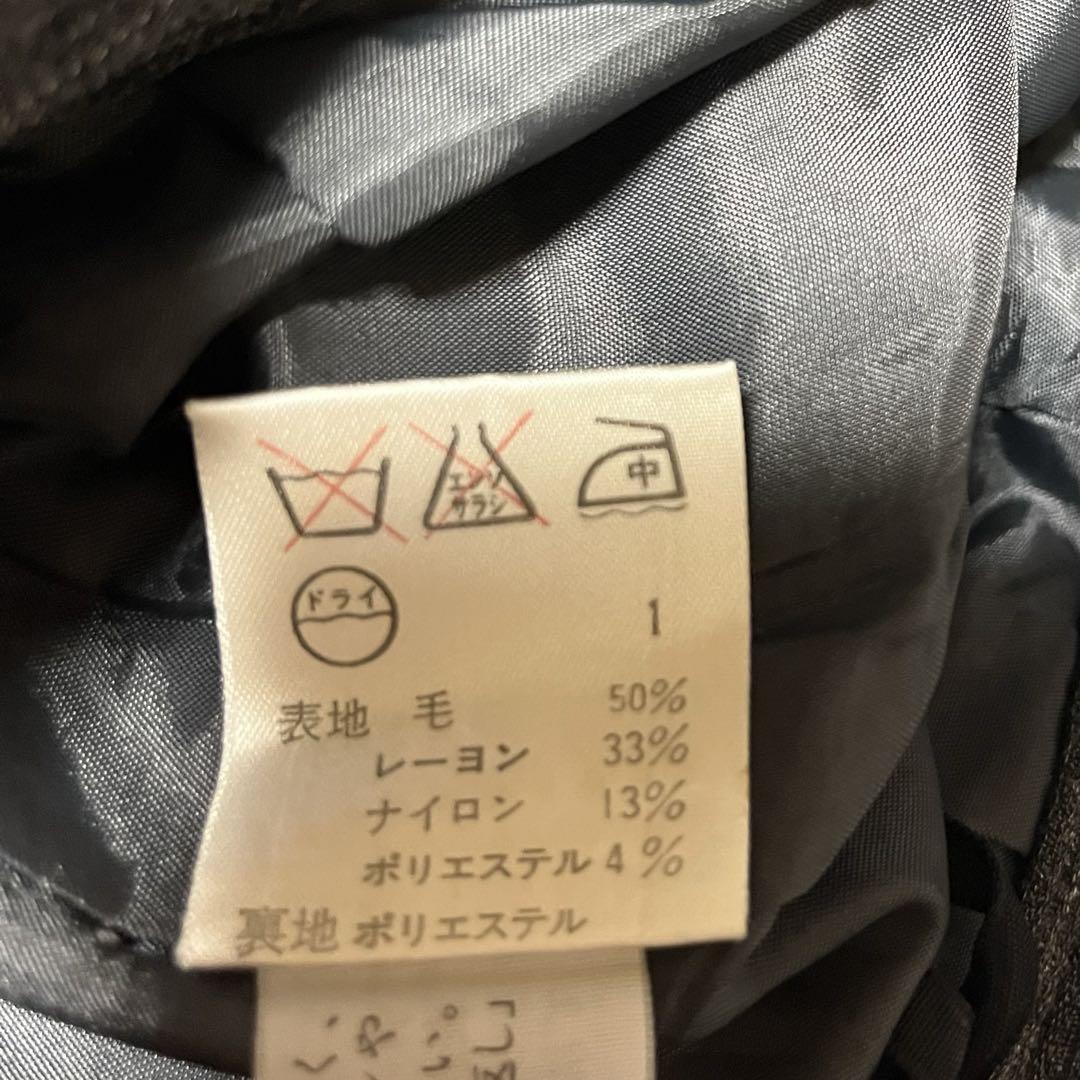 エンソ
サラシ
中
ドライ
1
表地 毛 50%
レーヨン 33%
ナイロン 13%
ポリエステル 4%
裏地 ポリエステル